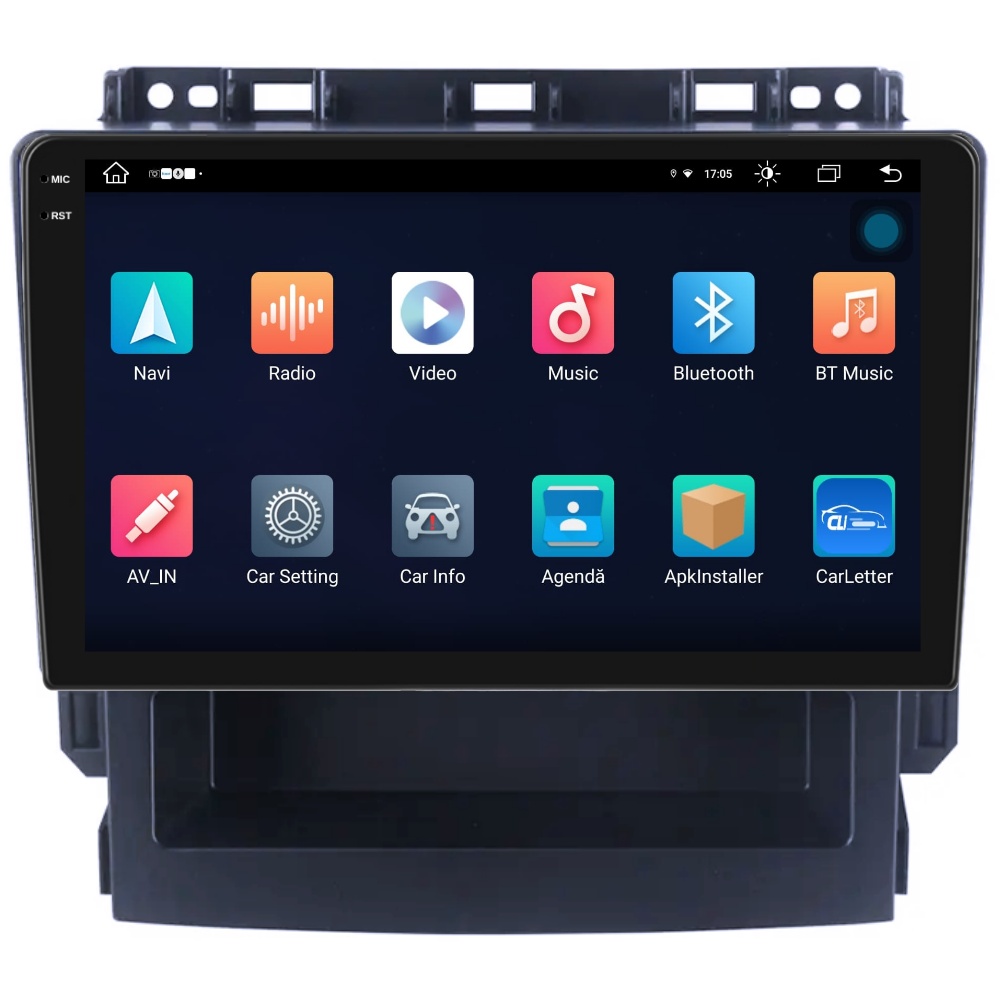 MIC
17:05
RST
Navi
Radio
Video
Music
Bluetooth
BT Music
AV_IN
Car Setting
Car Info
Agendă
ApkInstaller
CLI
CarLetter